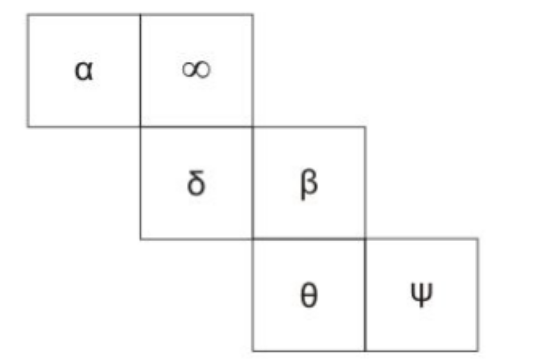 α ∞
δ β
θ ψ